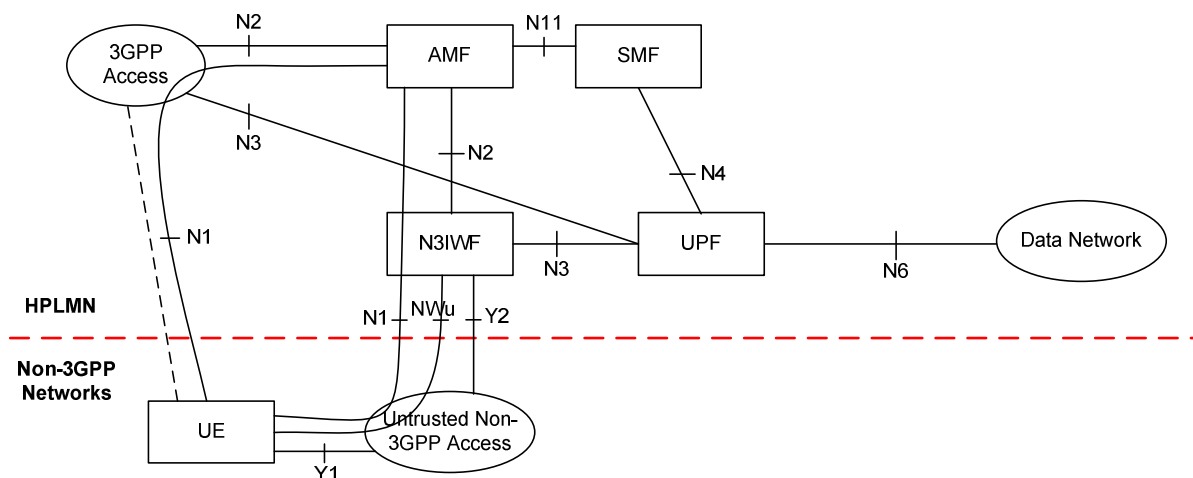 N2
3GPP
Access
AMF
N11
SMF
N3
N2
N4
N1
N3IWF
N3
UPF
N6
Data Network
HPLMN
N1
NWu
Y2
Non-3GPP
Networks
UE
Untrusted Non-
3GPP Access
Y1